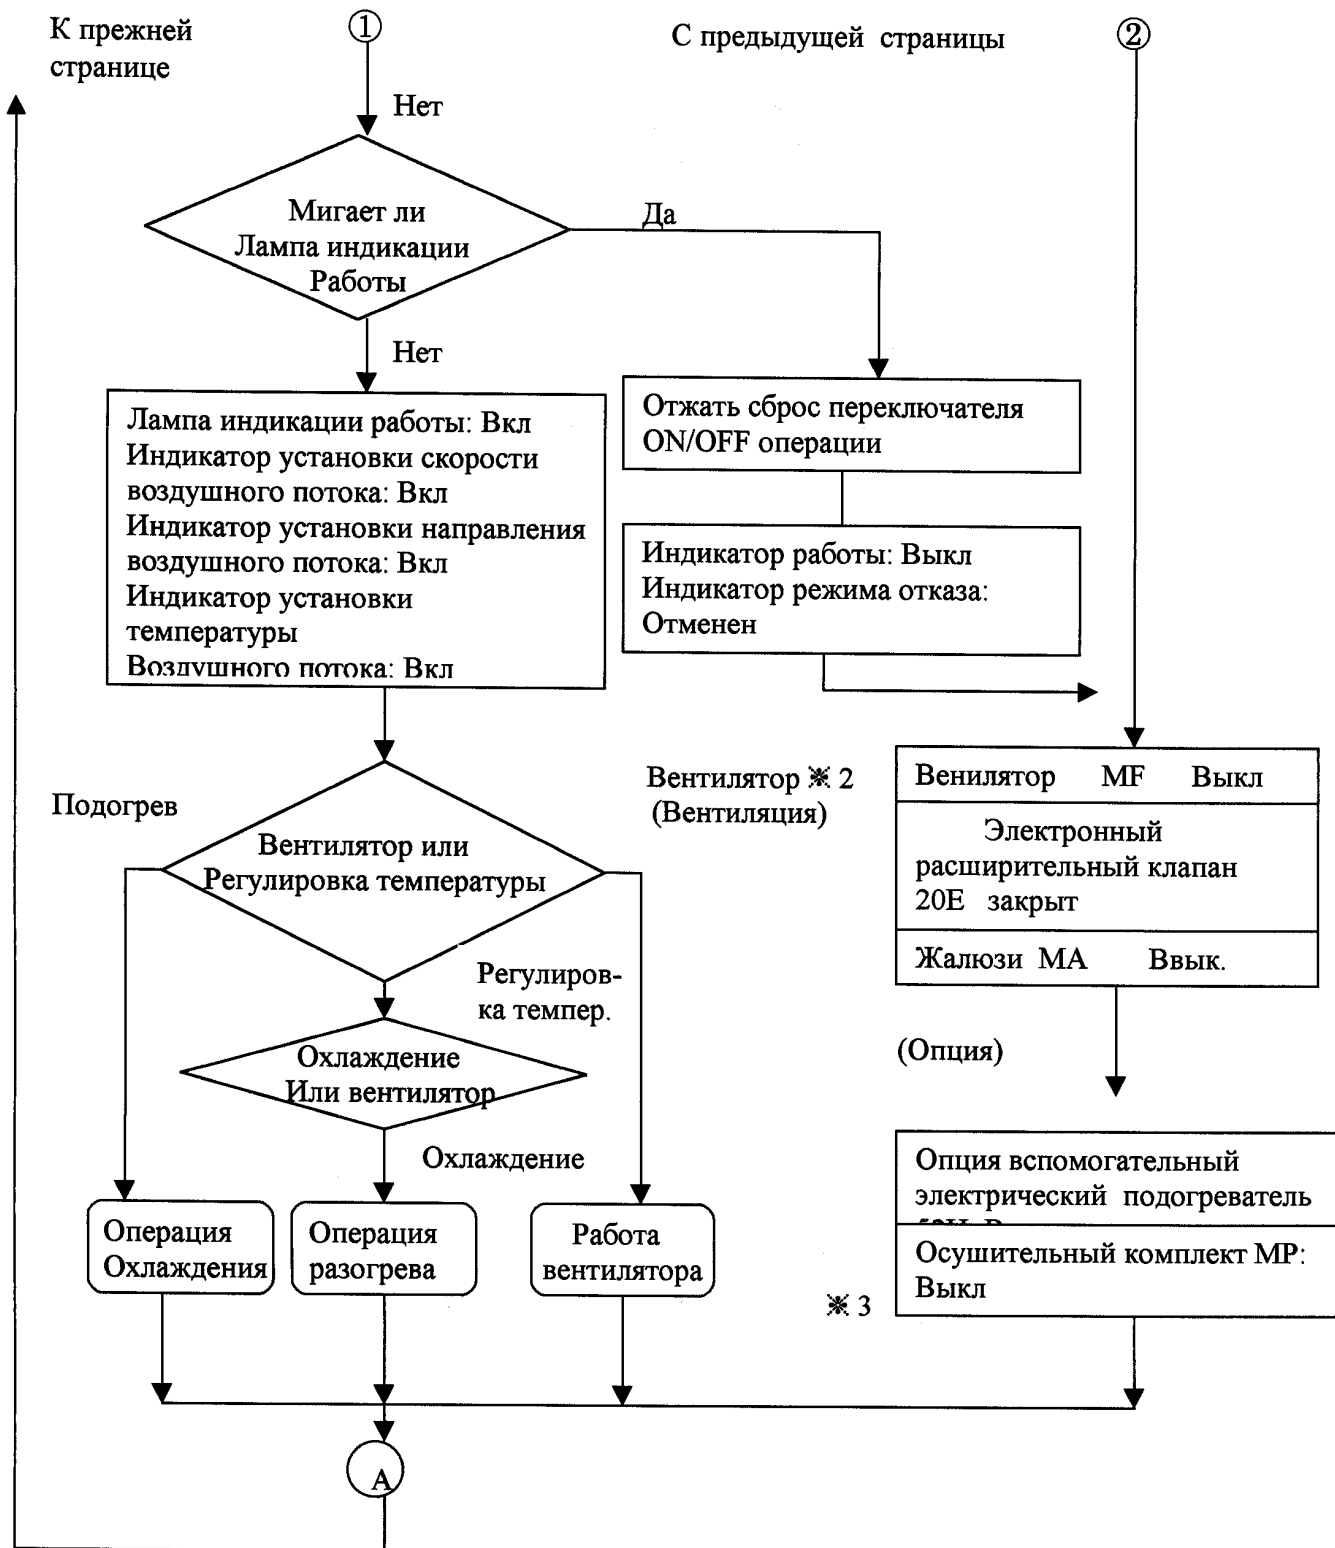 К прежней
странице
①
С предыдущей страницы
②
Нет
Мигает ли
Лампа индикации
Работы
Да
Нет
Лампа индикации работы: Вкл
Индикатор установки скорости
воздушного потока: Вкл
Индикатор установки направления
воздушного потока: Вкл
Индикатор установки
температуры
Воздушного потока: Вкл
Отжать сброс переключателя
ON/OFF операции
Индикатор работы: Выкл
Индикатор режима отказа:
Отменен
Подогрев
Вентилятор или
Регулировка температуры
Вентилятор ※ 2
(Вентиляция)
Венилятор MF Выкл
Электронный
расширительный клапан
20E закрыт
Жалюзи МА Ввык.
Регулиров-
ка темпер.
Охлаждение
Или вентилятор
(Опция)
Охлаждение
Операция
Охлаждения
Операция
разогрева
Работа
вентилятора
Опция вспомогательный
электрический подогреватель
Осушительный комплект МР:
Выкл
※ 3
А